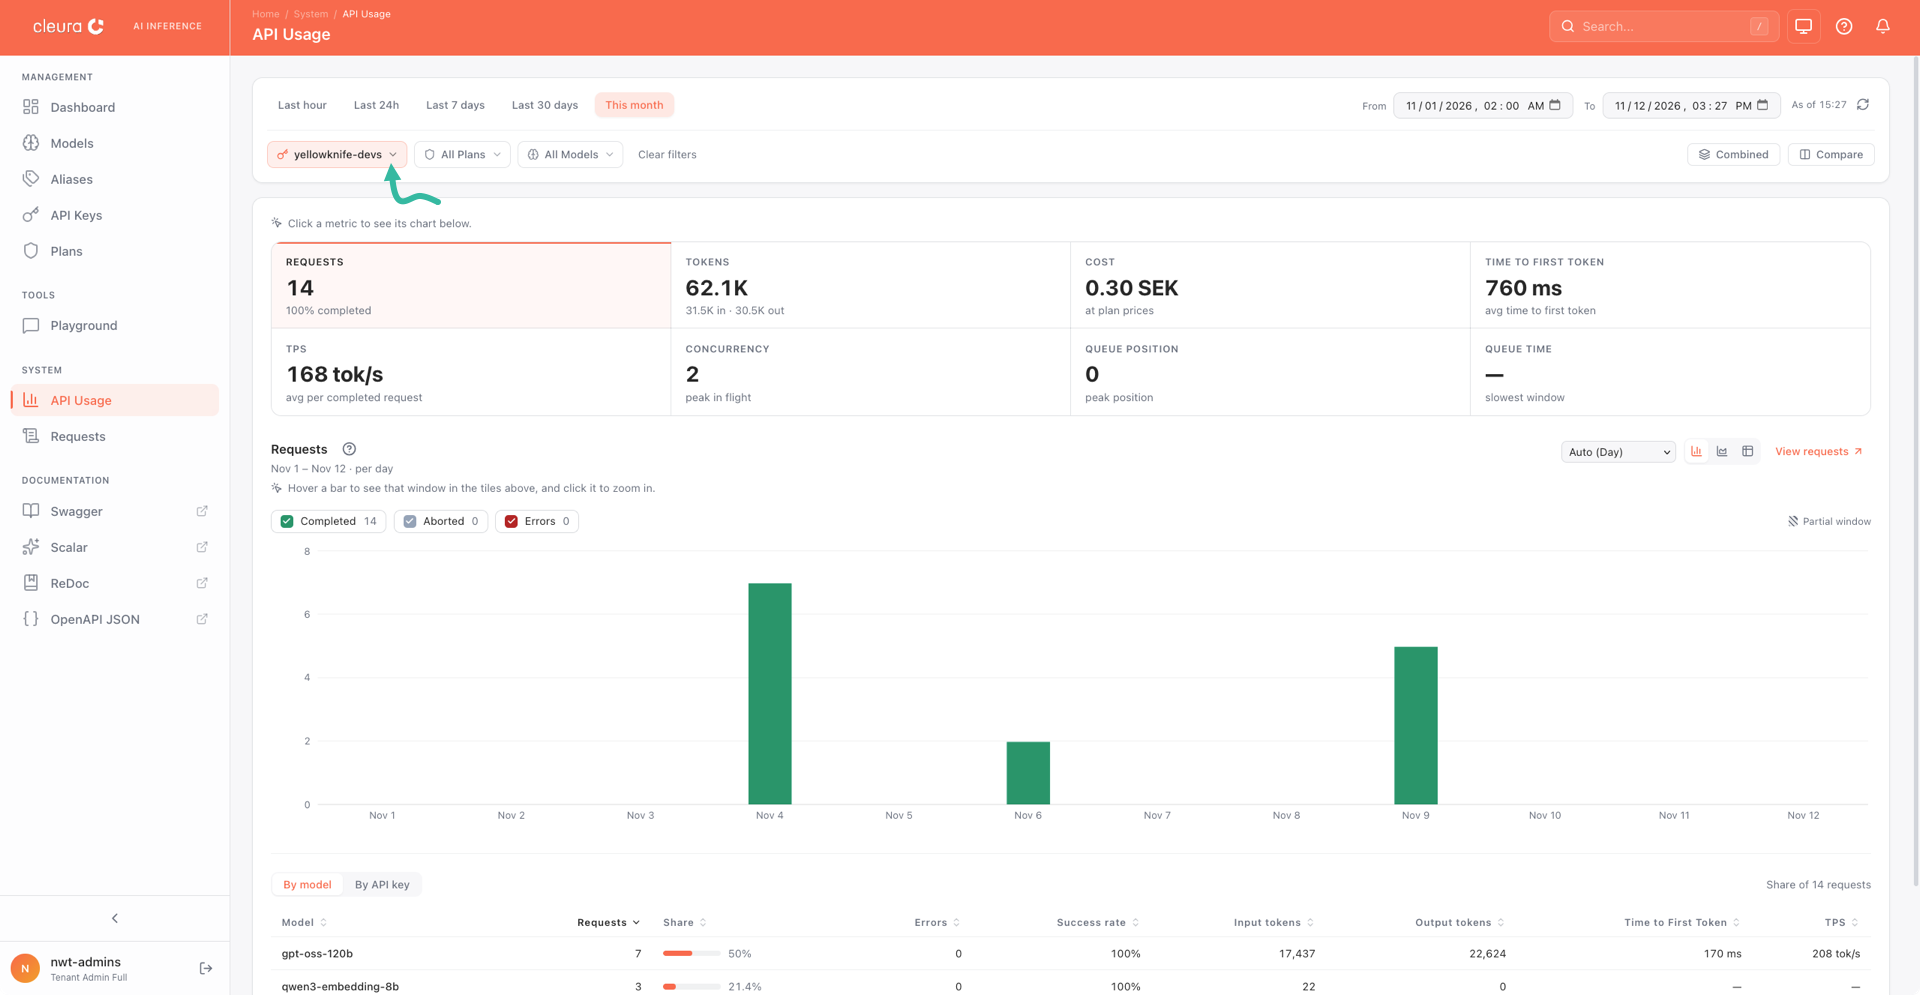 cleura
AI INFERENCE
Home / System / API Usage
API Usage
Search...
/
MANAGEMENT
Dashboard
Models
Aliases
API Keys
Plans
TOOLS
Playground
SYSTEM
API Usage
Requests
DOCUMENTATION
Swagger
Scalar
ReDoc
OpenAPI JSON
N
nwt-admins
Tenant Admin Full
Last hour
Last 24h
Last 7 days
Last 30 days
This month
From 11/01/2026, 02:00 AM
To 11/12/2026, 03:27 PM
As of 15:27
yellowknife-devs
All Plans
All Models
Clear filters
Combined
Compare
Click a metric to see its chart below.
REQUESTS
14
100% completed
TOKENS
62.1K
31.5K in · 30.5K out
COST
0.30 SEK
at plan prices
TIME TO FIRST TOKEN
760 ms
avg time to first token
TPS
168 tok/s
avg per completed request
CONCURRENCY
2
peak in flight
QUEUE POSITION
0
peak position
QUEUE TIME
—
slowest window
Requests
Nov 1 – Nov 12 · per day
Hover a bar to see that window in the tiles above, and click it to zoom in.
Auto (Day)
View requests
Completed 14
Aborted 0
Errors 0
Partial window
8
6
4
2
0
Nov 1 Nov 2 Nov 3 Nov 4 Nov 5 Nov 6 Nov 7 Nov 8 Nov 9 Nov 10 Nov 11 Nov 12
By model
By API key
Share of 14 requests
Model Requests Share Errors Success rate Input tokens Output tokens Time to First Token TPS
gpt-oss-120b 7 50% 0 100% 17,437 22,624 170 ms 208 tok/s
qwen3-embedding-8b 3 21.4% 0 100% 22 0 — —